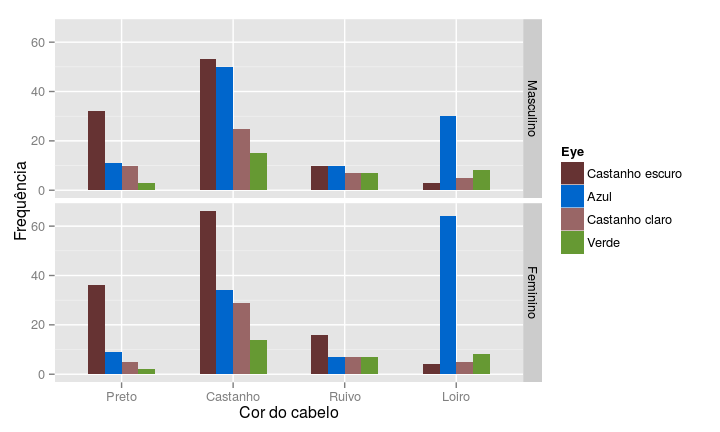 60
40
20
0
Masculino
60
40
20
0
Feminino
Frequência
Preto
Castanho
Ruivo
Loiro
Cor do cabelo
Eye
Castanho escuro
Azul
Castanho claro
Verde